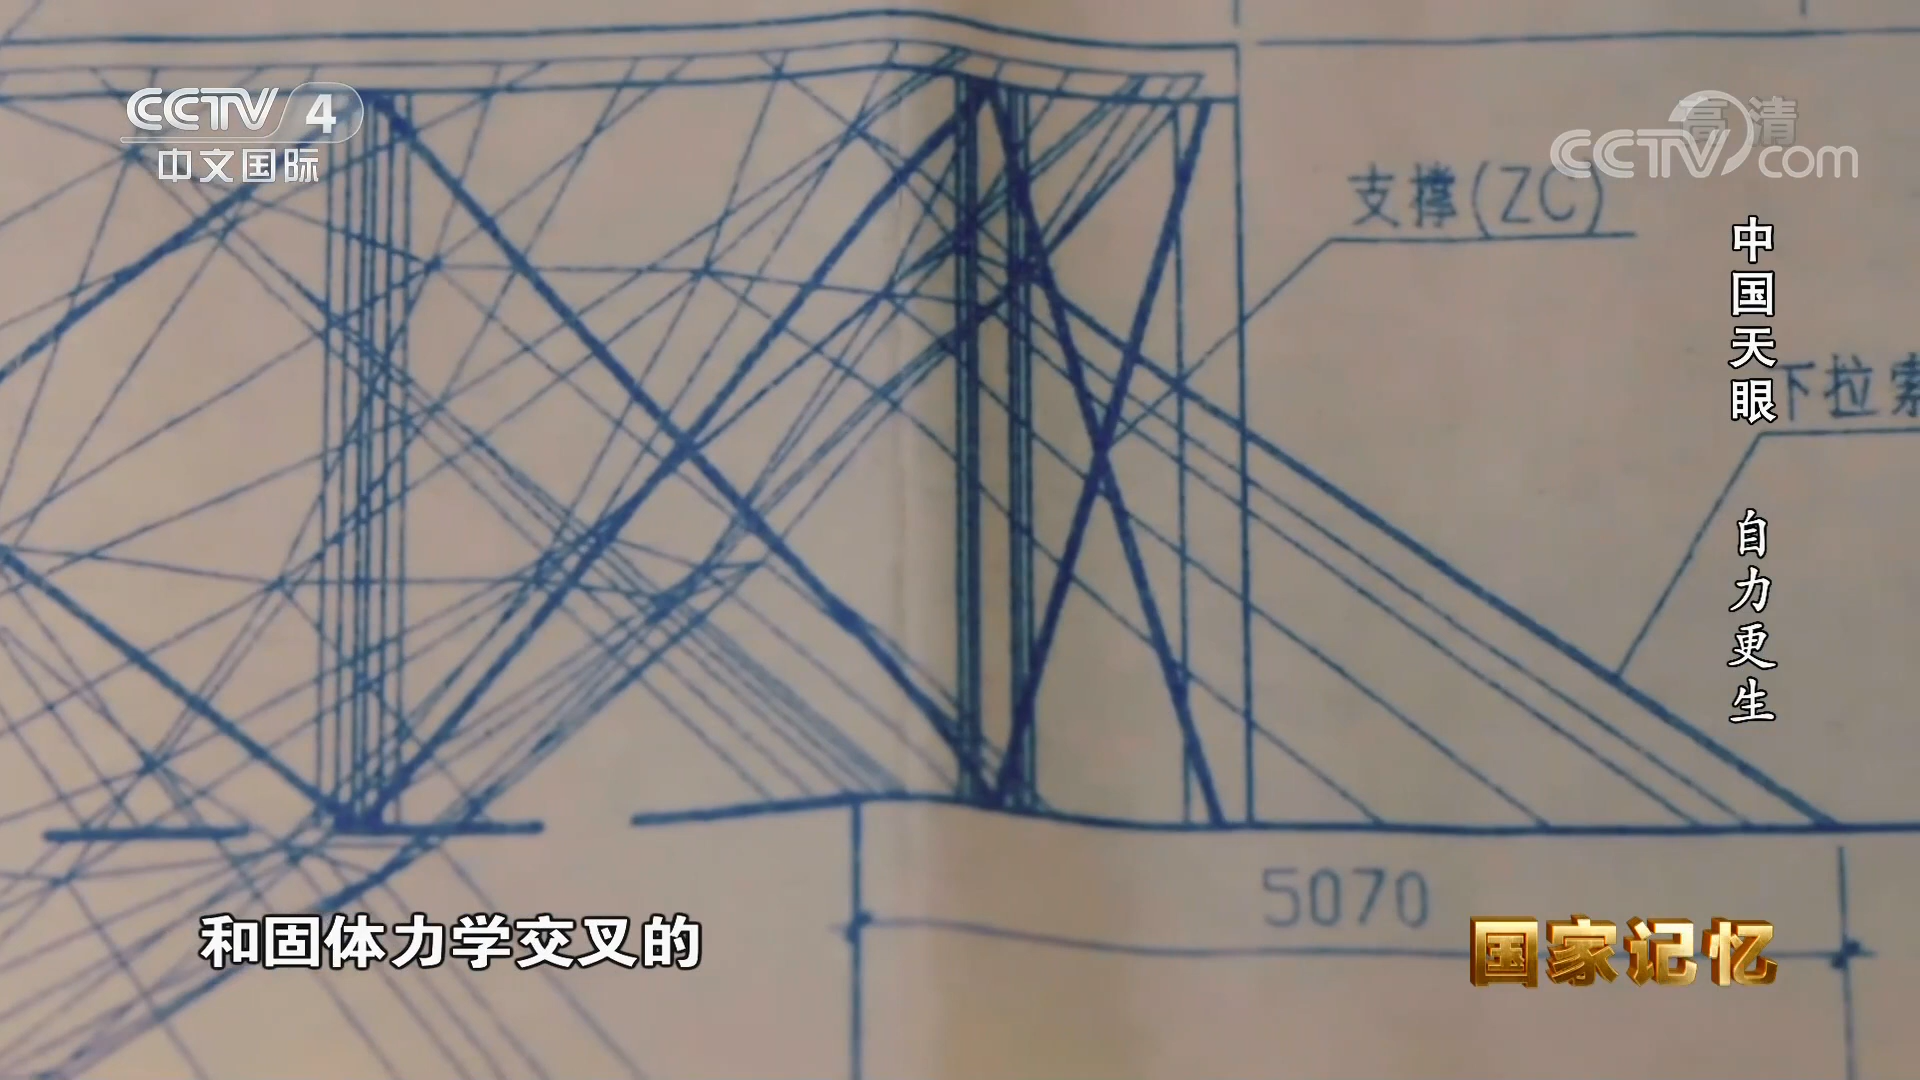 CCTV 4
中文国际
高清
CCTV.com
支撑(ZC)
中国天眼
自力更生
下拉索
5070
和固体力学交叉的
国家记忆